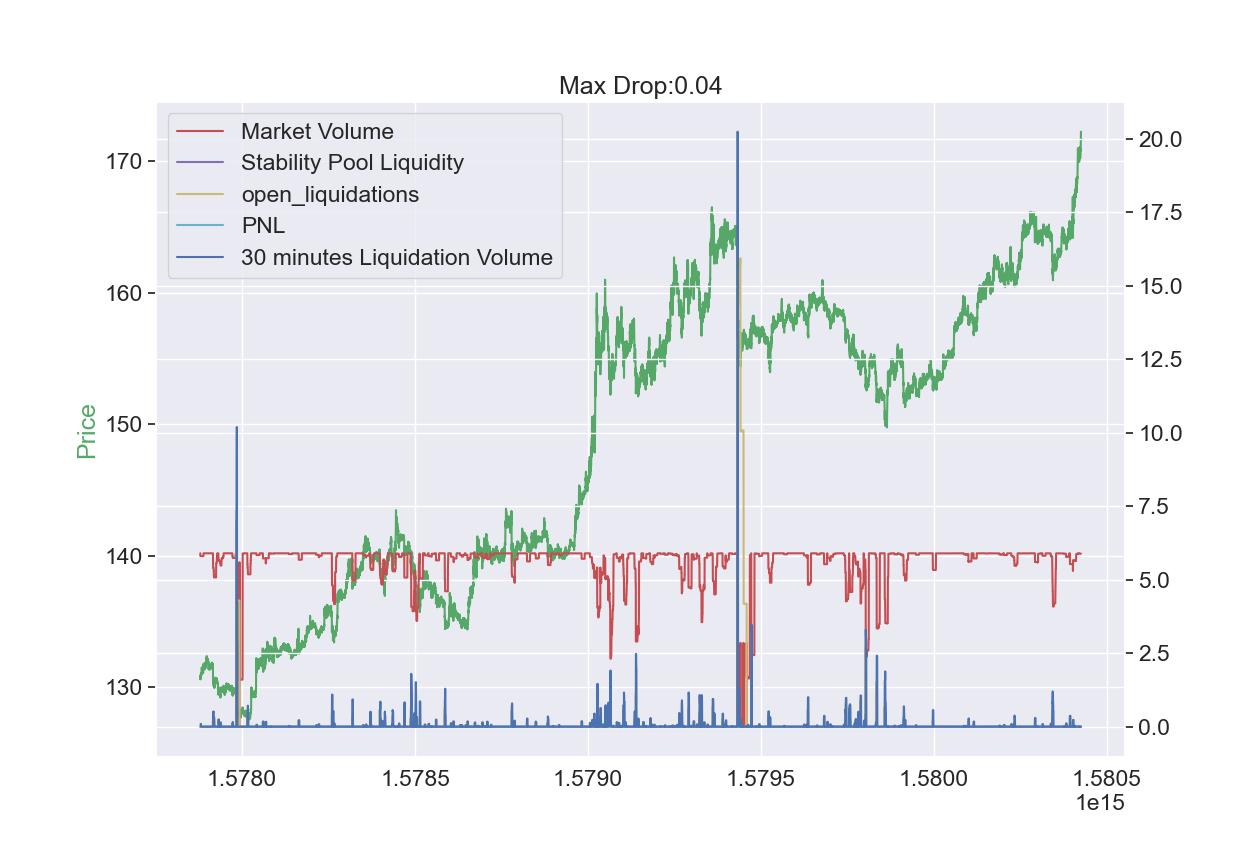 Max Drop:0.04
Market Volume
Stability Pool Liquidity
open_liquidations
PNL
30 minutes Liquidation Volume
Price
170
160
150
140
130
20.0
17.5
15.0
12.5
10.0
7.5
5.0
2.5
0.0
1.5780 1.5785 1.5790 1.5795 1.5800 1.5805
1e15